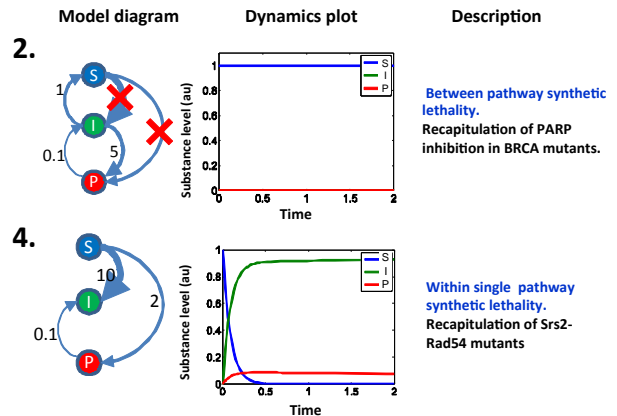 Model diagram
Dynamics plot
Description
2.
S
1
I
0.1
5
P
Substance level (au)
1
0.8
0.6
0.4
0.2
0
0
0.5
1
1.5
2
Time
S
I
P
Between pathway synthetic
lethality.
Recapitulation of PARP
inhibition in BRCA mutants.
4.
S
10
I
2
0.1
P
Substance level (au)
1
0.8
0.6
0.4
0.2
0
0
0.5
1
1.5
2
Time
S
I
P
Within single pathway
synthetic lethality.
Recapitulation of Srs2-
Rad54 mutants